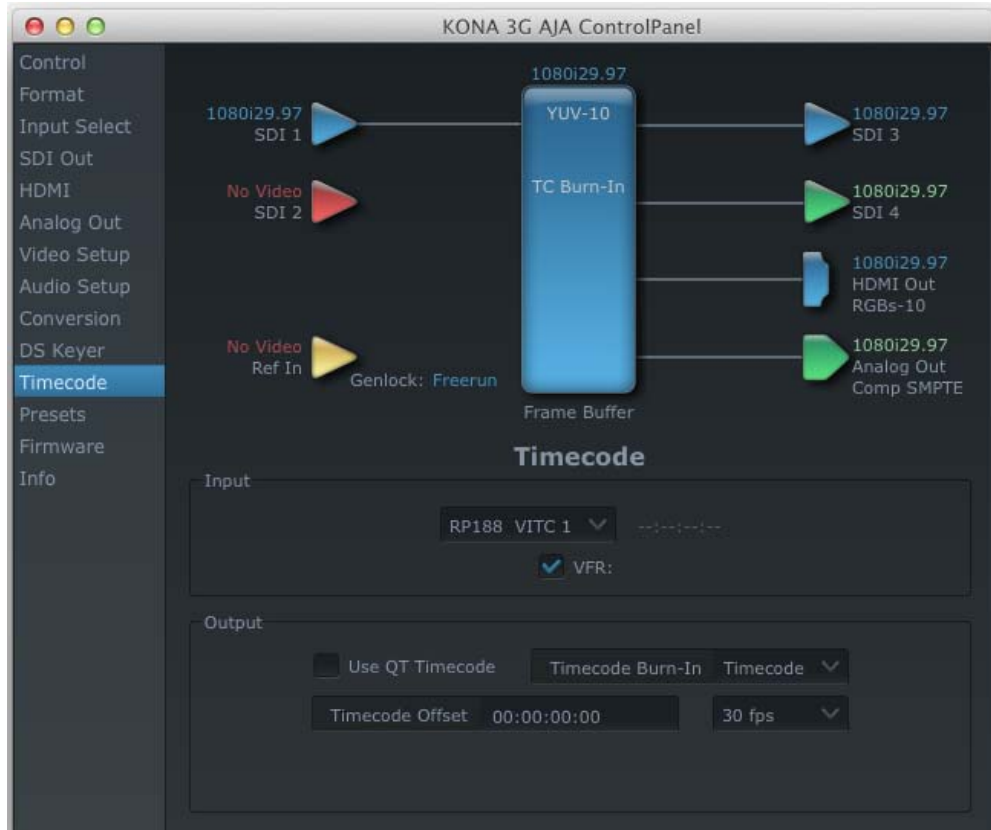 KONA 3G AJA ControlPanel
Control
Format
Input Select
SDI Out
HDMI
Analog Out
Video Setup
Audio Setup
Conversion
DS Keyer
Timecode
Presets
Firmware
Info
1080i29.97
YUV-10
TC Burn-In
Frame Buffer
1080i29.97
SDI 1
No Video
SDI 2
No Video
Ref In
Genlock: Freerun
1080i29.97
SDI 3
1080i29.97
SDI 4
1080i29.97
HDMI Out
RGBs-10
1080i29.97
Analog Out
Comp SMPTE
Timecode
Input
RP188 VITC 1 --:--:--:--
VFR:
Output
Use QT Timecode Timecode Burn-In Timecode
Timecode Offset 00:00:00:00 30 fps